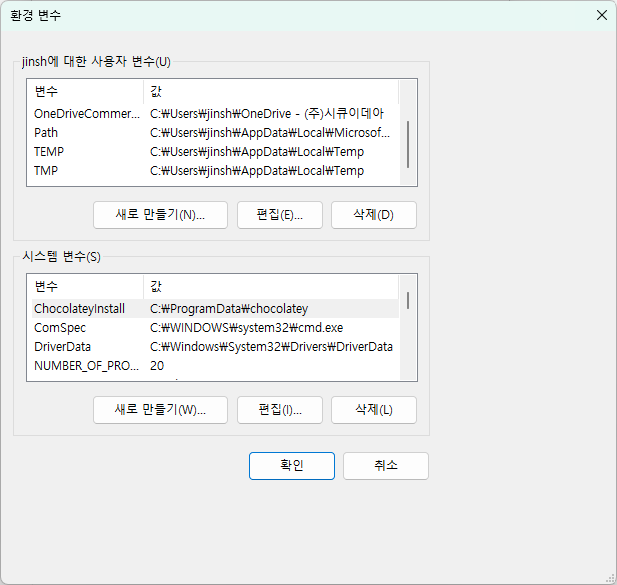 환경 변수
jinsh에 대한 사용자 변수(U)
변수 값
OneDriveCommer... C:₩Users₩jinsh₩OneDrive - (주)시큐이데아
Path C:₩Users₩jinsh₩AppData₩Local₩Microsof...
TEMP C:₩Users₩jinsh₩AppData₩Local₩Temp
TMP C:₩Users₩jinsh₩AppData₩Local₩Temp
새로 만들기(N)... 편집(E)... 삭제(D)
시스템 변수(S)
변수 값
ChocolateyInstall C:₩ProgramData₩chocolatey
ComSpec C:₩WINDOWS₩system32₩cmd.exe
DriverData C:₩Windows₩System32₩Drivers₩DriverData
NUMBER_OF_PRO... 20
새로 만들기(W)... 편집(I)... 삭제(L)
확인 취소